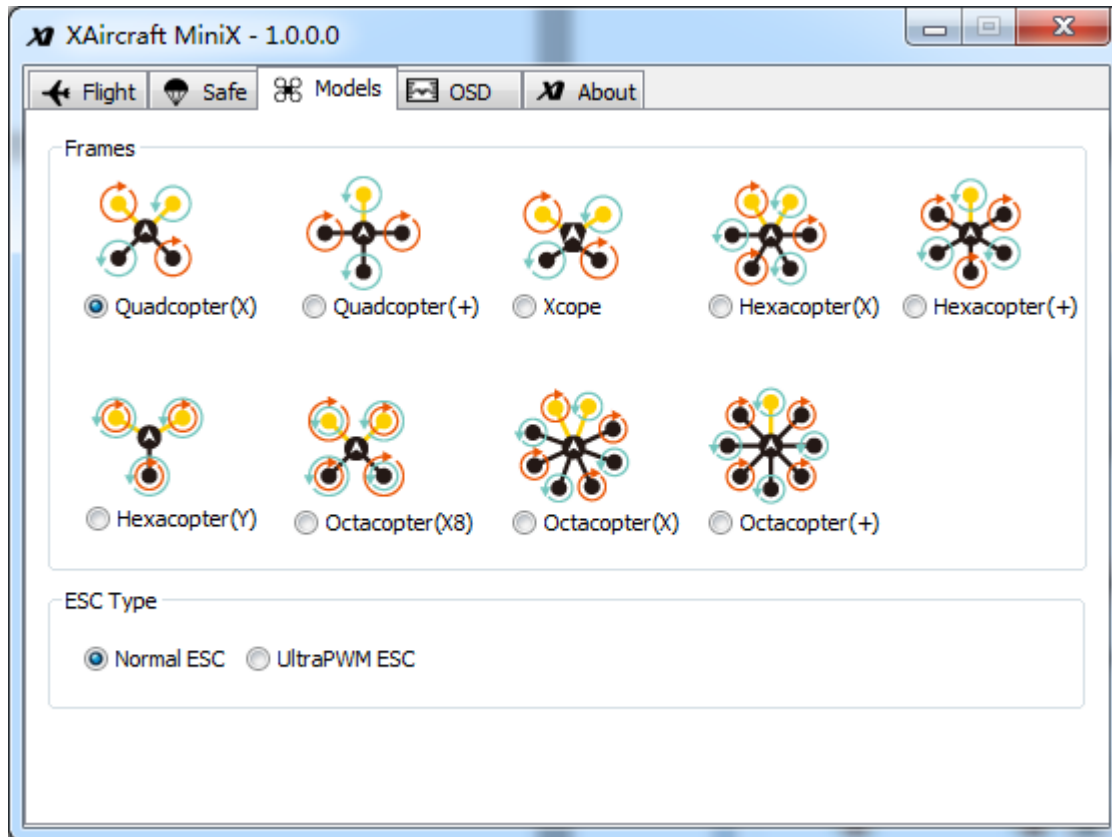 XAircraft MiniX - 1.0.0.0
Flight Safe Models OSD About
Frames
Quadcopter(X) Quadcopter(+) Xcope Hexacopter(X) Hexacopter(+)
Hexacopter(Y) Octacopter(X8) Octacopter(X) Octacopter(+)
ESC Type
Normal ESC UltraPWM ESC